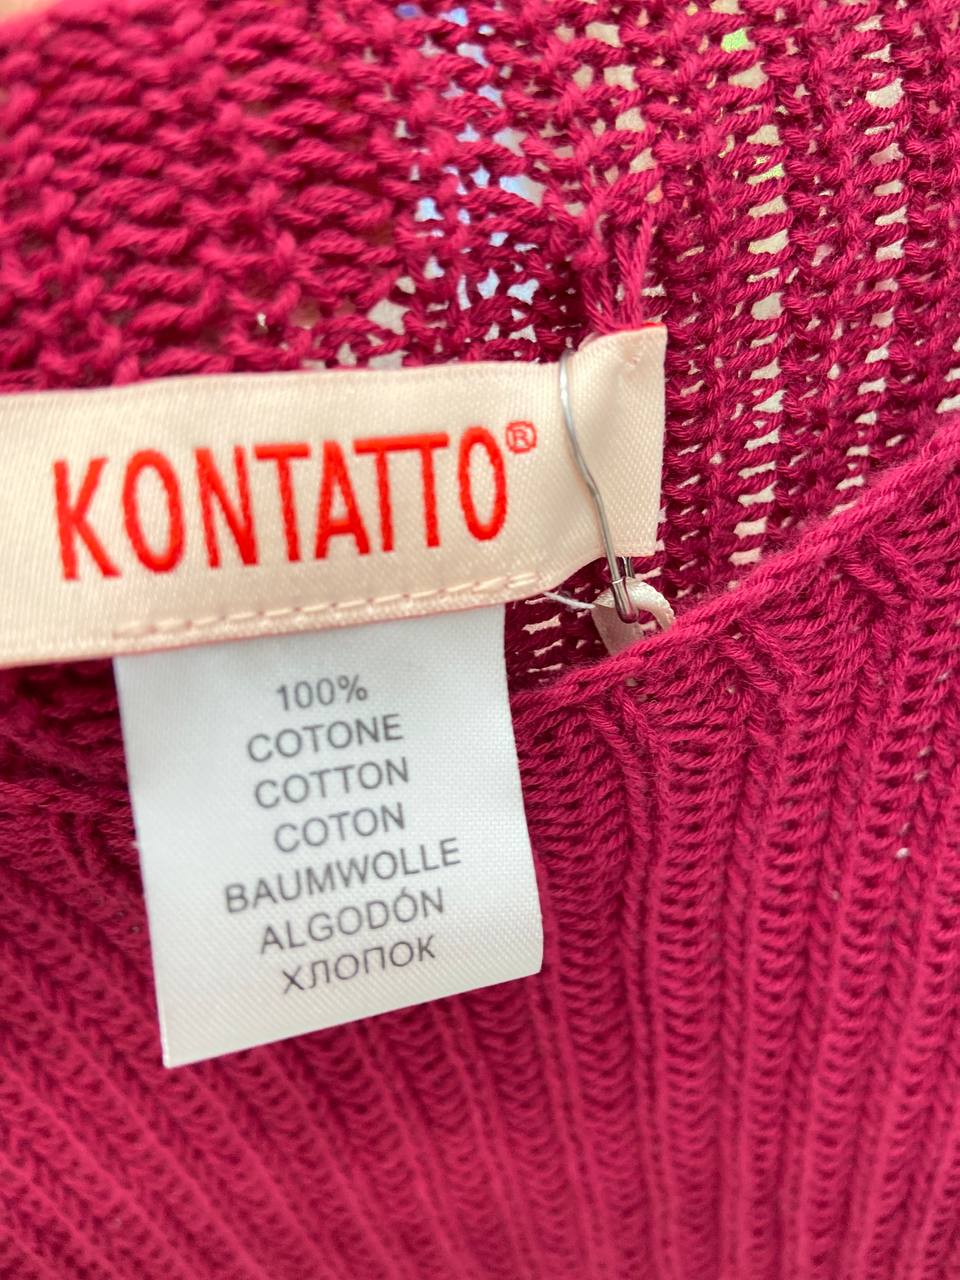 KONTATTO®
100%
COTONE
COTTON
COTON
BAUMWOLLE
ALGODÓN
ХЛОПОК